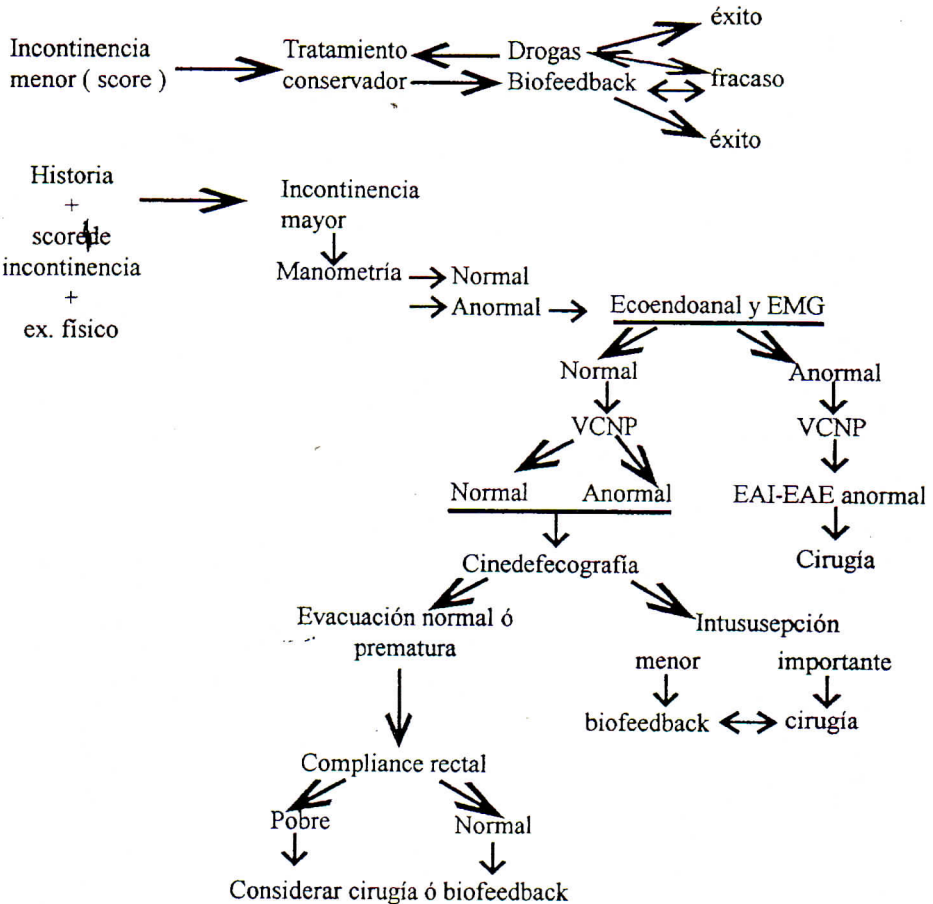 éxito
Incontinencia
menor ( score )
Tratamiento
conservador
Drogas
Biofeedback
fracaso
éxito
Historia
+
scorede
incontinencia
+
ex. físico
Incontinencia
mayor
Manometría
Normal
Anormal
Ecoendoanal y EMG
Normal
Anormal
VCNP
VCNP
Normal
Anormal
EAI-EAE anormal
Cinedefecografía
Cirugía
Evacuación normal ó
prematura
Intususepción
menor
importante
biofeedback
cirugía
Compliance rectal
Pobre
Normal
Considerar cirugía ó biofeedback